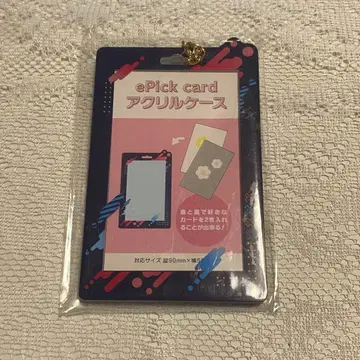 ePick card
アクリルケース
表と裏で好きな
カードを2枚入れ
ることが出来る！
対応サイズ 縦90mm×横5